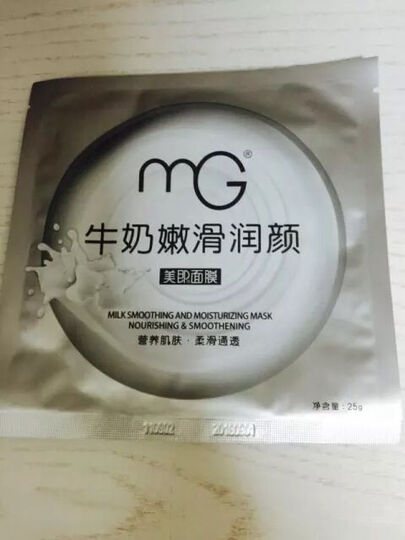 mG®
牛奶嫩滑润颜
美即面膜
MILK SMOOTHING AND MOISTURIZING MASK
NOURISHING & SMOOTHENING
营养肌肤·柔滑通透
净含量:25g